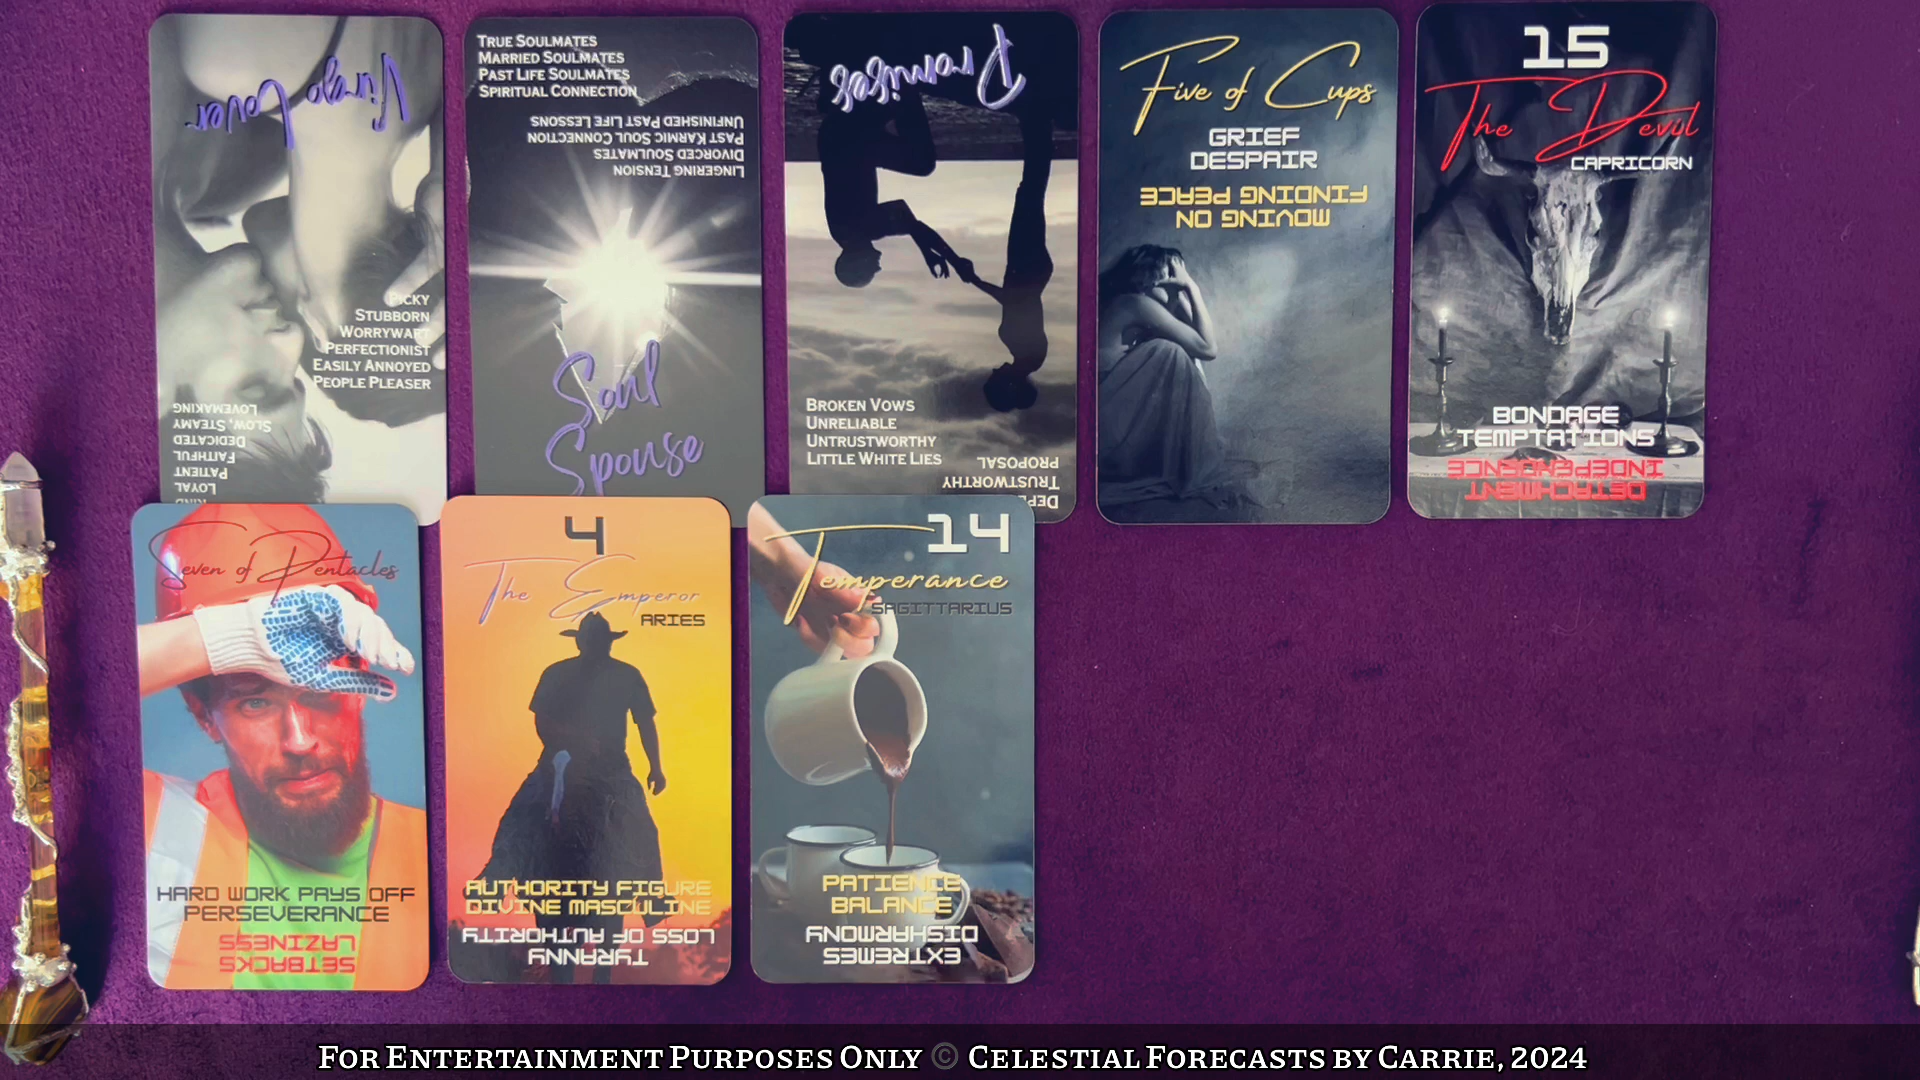 Virgo Lover
PICKY
STUBBORN
WORRYWART
PERFECTIONIST
EASILY ANNOYED
PEOPLE PLEASER
KIND
LOYAL
PATIENT
FAITHFUL
DEDICATED
SLOW, STEAMY
LOVEMAKING
TRUE SOULMATES
MARRIED SOULMATES
PAST LIFE SOULMATES
SPIRITUAL CONNECTION
LINGERING TENSION
DIVORCED SOULMATES
PAST KARMIC SOUL CONNECTION
UNFINISHED PAST LIFE LESSONS
Soul
Spouse
Promises
BROKEN VOWS
UNRELIABLE
UNTRUSTWORTHY
LITTLE WHITE LIES
TRUSTWORTHY
PROPOSAL
Five of Cups
GRIEF
DESPAIR
MOVING ON
FINDING PEACE
15
The Devil
CAPRICORN
BONDAGE
TEMPTATIONS
DETACHMENT
INDEPENDENCE
Seven of Pentacles
HARD WORK PAYS OFF
PERSEVERANCE
SETBACKS
LAZINESS
4
The Emperor
ARIES
AUTHORITY FIGURE
DIVINE MASCULINE
TYRANNY
LOSS OF AUTHORITY
14
Temperance
SAGITTARIUS
PATIENCE
BALANCE
EXTREMES
DISHARMONY
FOR ENTERTAINMENT PURPOSES ONLY © CELESTIAL FORECASTS BY CARRIE, 2024